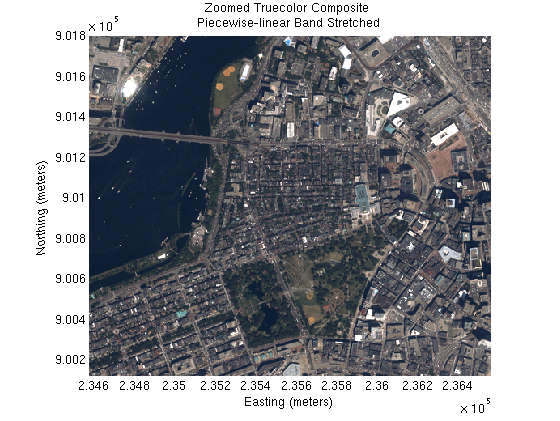 Zoomed Truecolor Composite
Piecewise-linear Band Stretched
× 10^5
9.018
9.016
9.014
9.012
9.01
9.008
9.006
9.004
9.002
Northing (meters)
2.346 2.348 2.35 2.352 2.354 2.356 2.358 2.36 2.362 2.364
Easting (meters)
× 10^5